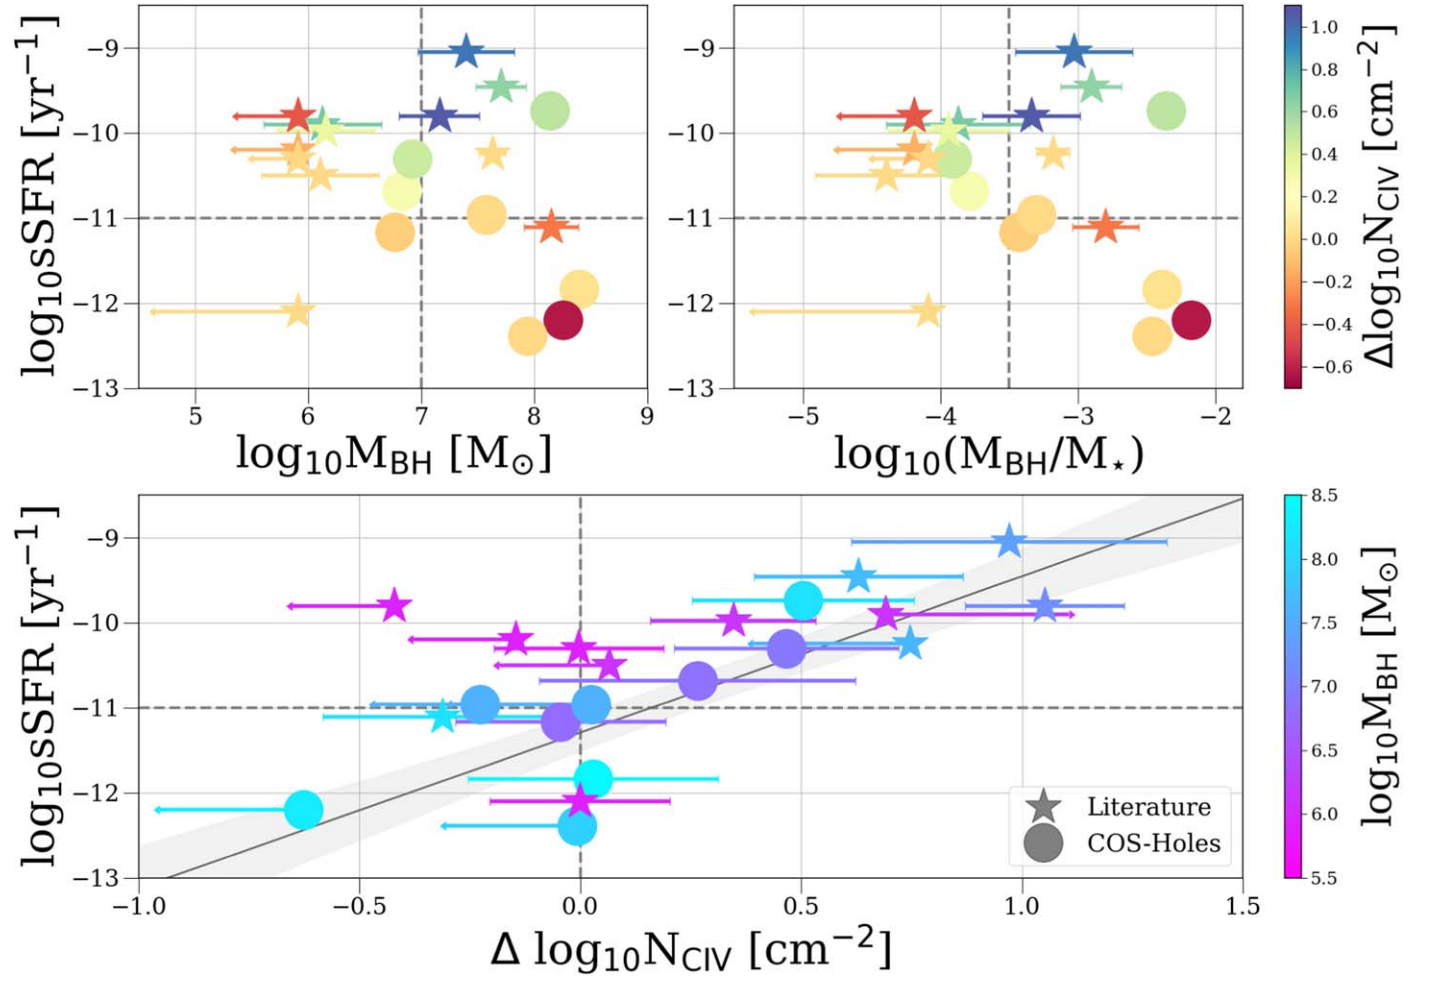 log₁₀sSFR [yr⁻¹]
−9
−10
−11
−12
−13
5 6 7 8 9
log₁₀M_BH [M⊙]
−9
−10
−11
−12
−13
−5 −4 −3 −2
log₁₀(M_BH/M⋆)
1.0
0.8
0.6
0.4
0.2
0.0
−0.2
−0.4
−0.6
Δlog₁₀N_CIV [cm⁻²]
log₁₀sSFR [yr⁻¹]
−9
−10
−11
−12
−13
−1.0 −0.5 0.0 0.5 1.0 1.5
Δ log₁₀N_CIV [cm⁻²]
Literature
COS-Holes
8.5
8.0
7.5
7.0
6.5
6.0
5.5
log₁₀M_BH [M⊙]